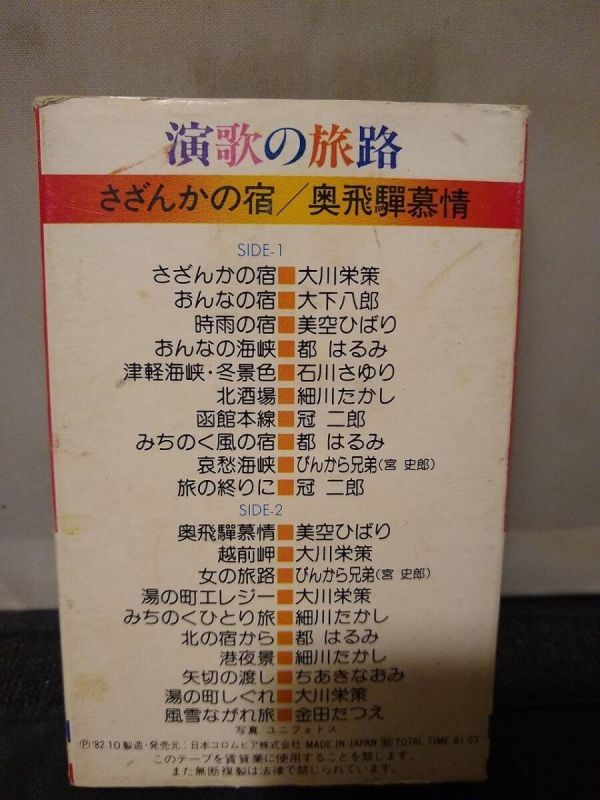 演歌の旅路
さざんかの宿／奥飛驒慕情
SIDE-1
さざんかの宿■大川栄策
おんなの宿■大下八郎
時雨の宿■美空ひばり
おんなの海峡■都 はるみ
津軽海峡・冬景色■石川さゆり
北酒場■細川たかし
函館本線■冠 二郎
みちのく風の宿■都 はるみ
哀愁海峡■ぴんから兄弟(宮 史郎)
旅の終りに■冠 二郎
SIDE-2
奥飛驒慕情■美空ひばり
越前岬■大川栄策
女の旅路■ぴんから兄弟(宮 史郎)
湯の町エレジー■大川栄策
みちのくひとり旅■細川たかし
北の宿から■都 はるみ
港夜景■細川たかし
矢切の渡し■ちあきなおみ
湯の町しぐれ■大川栄策
風雪ながれ旅■金田たつえ
写真 ユニフォトス
Ⓟ'82.10製造・発売元：日本コロムビア株式会社 MADE IN JAPAN TOTAL TIME 81'03"
このテープを賃貸業に使用することを禁じます。
また無断複製は法律で禁じられています。